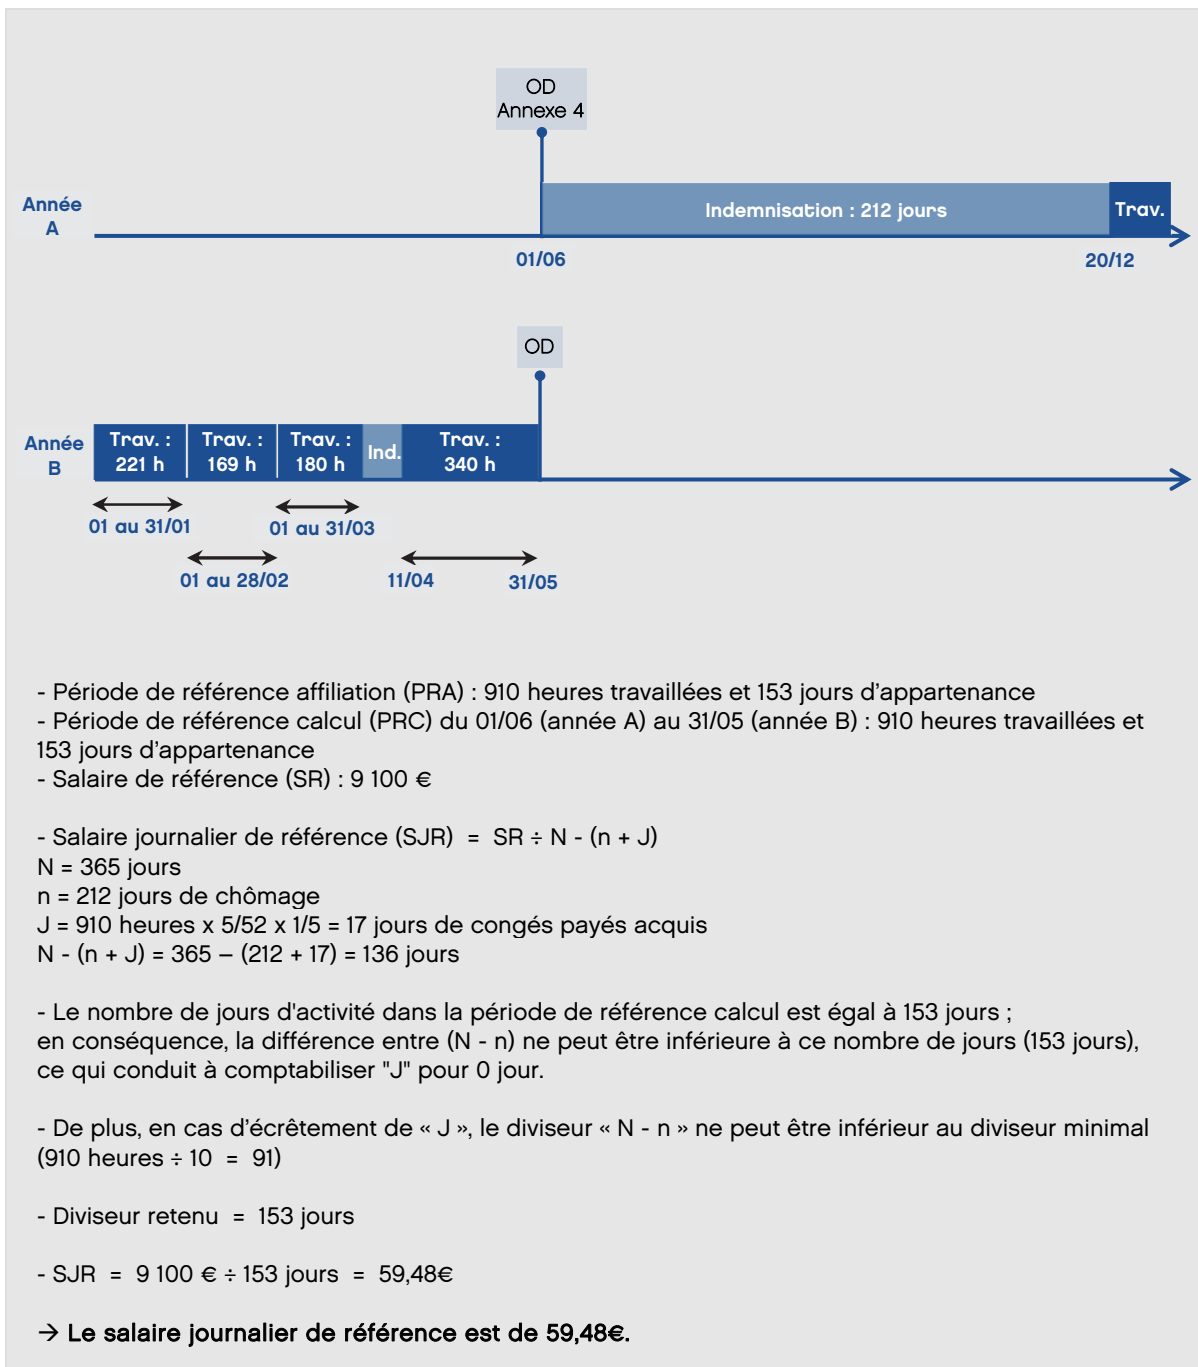 OD
Annexe 4
Année
A
Indemnisation : 212 jours
Trav.
01/06
20/12
OD
Année
B
Trav. :
221 h
Trav. :
169 h
Trav. :
180 h
Ind.
Trav. :
340 h
01 au 31/01
01 au 31/03
01 au 28/02
11/04
31/05
- Période de référence affiliation (PRA) : 910 heures travaillées et 153 jours d'appartenance
- Période de référence calcul (PRC) du 01/06 (année A) au 31/05 (année B) : 910 heures travaillées et
153 jours d'appartenance
- Salaire de référence (SR) : 9 100 €
- Salaire journalier de référence (SJR) = SR ÷ N - (n + J)
N = 365 jours
n = 212 jours de chômage
J = 910 heures x 5/52 x 1/5 = 17 jours de congés payés acquis
N - (n + J) = 365 – (212 + 17) = 136 jours
- Le nombre de jours d'activité dans la période de référence calcul est égal à 153 jours ;
en conséquence, la différence entre (N - n) ne peut être inférieure à ce nombre de jours (153 jours),
ce qui conduit à comptabiliser "J" pour 0 jour.
- De plus, en cas d'écrêtement de « J », le diviseur « N - n » ne peut être inférieur au diviseur minimal
(910 heures ÷ 10 = 91)
- Diviseur retenu = 153 jours
- SJR = 9 100 € ÷ 153 jours = 59,48€
→ Le salaire journalier de référence est de 59,48€.